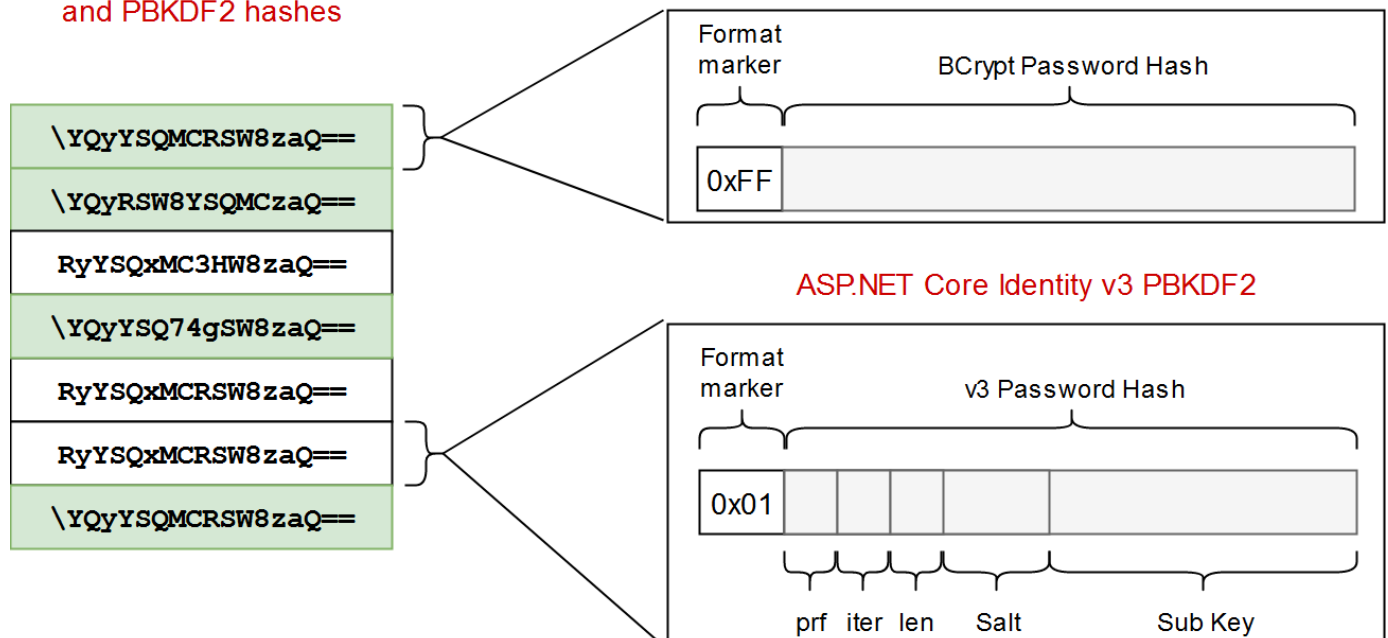 and PBKDF2 hashes
\YQyYSQMCRSW8zaQ==
\YQyRSW8YSQMCzaQ==
RyYSQxMC3HW8zaQ==
\YQyYSQ74gSW8zaQ==
RyYSQxMCRSW8zaQ==
RyYSQxMCRSW8zaQ==
\YQyYSQMCRSW8zaQ==
Format
marker
BCrypt Password Hash
0xFF
ASP.NET Core Identity v3 PBKDF2
Format
marker
v3 Password Hash
0x01
prf iter len Salt Sub Key